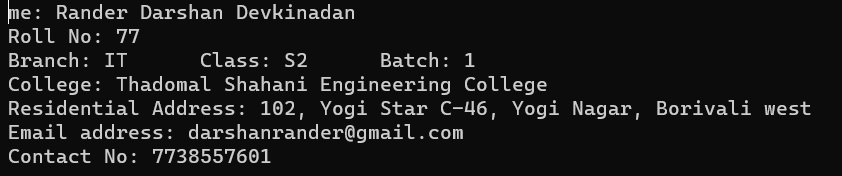 me: Rander Darshan Devkinadan
Roll No: 77
Branch: IT      Class: S2      Batch: 1
College: Thadomal Shahani Engineering College
Residential Address: 102, Yogi Star C-46, Yogi Nagar, Borivali west
Email address: darshanrander@gmail.com
Contact No: 7738557601